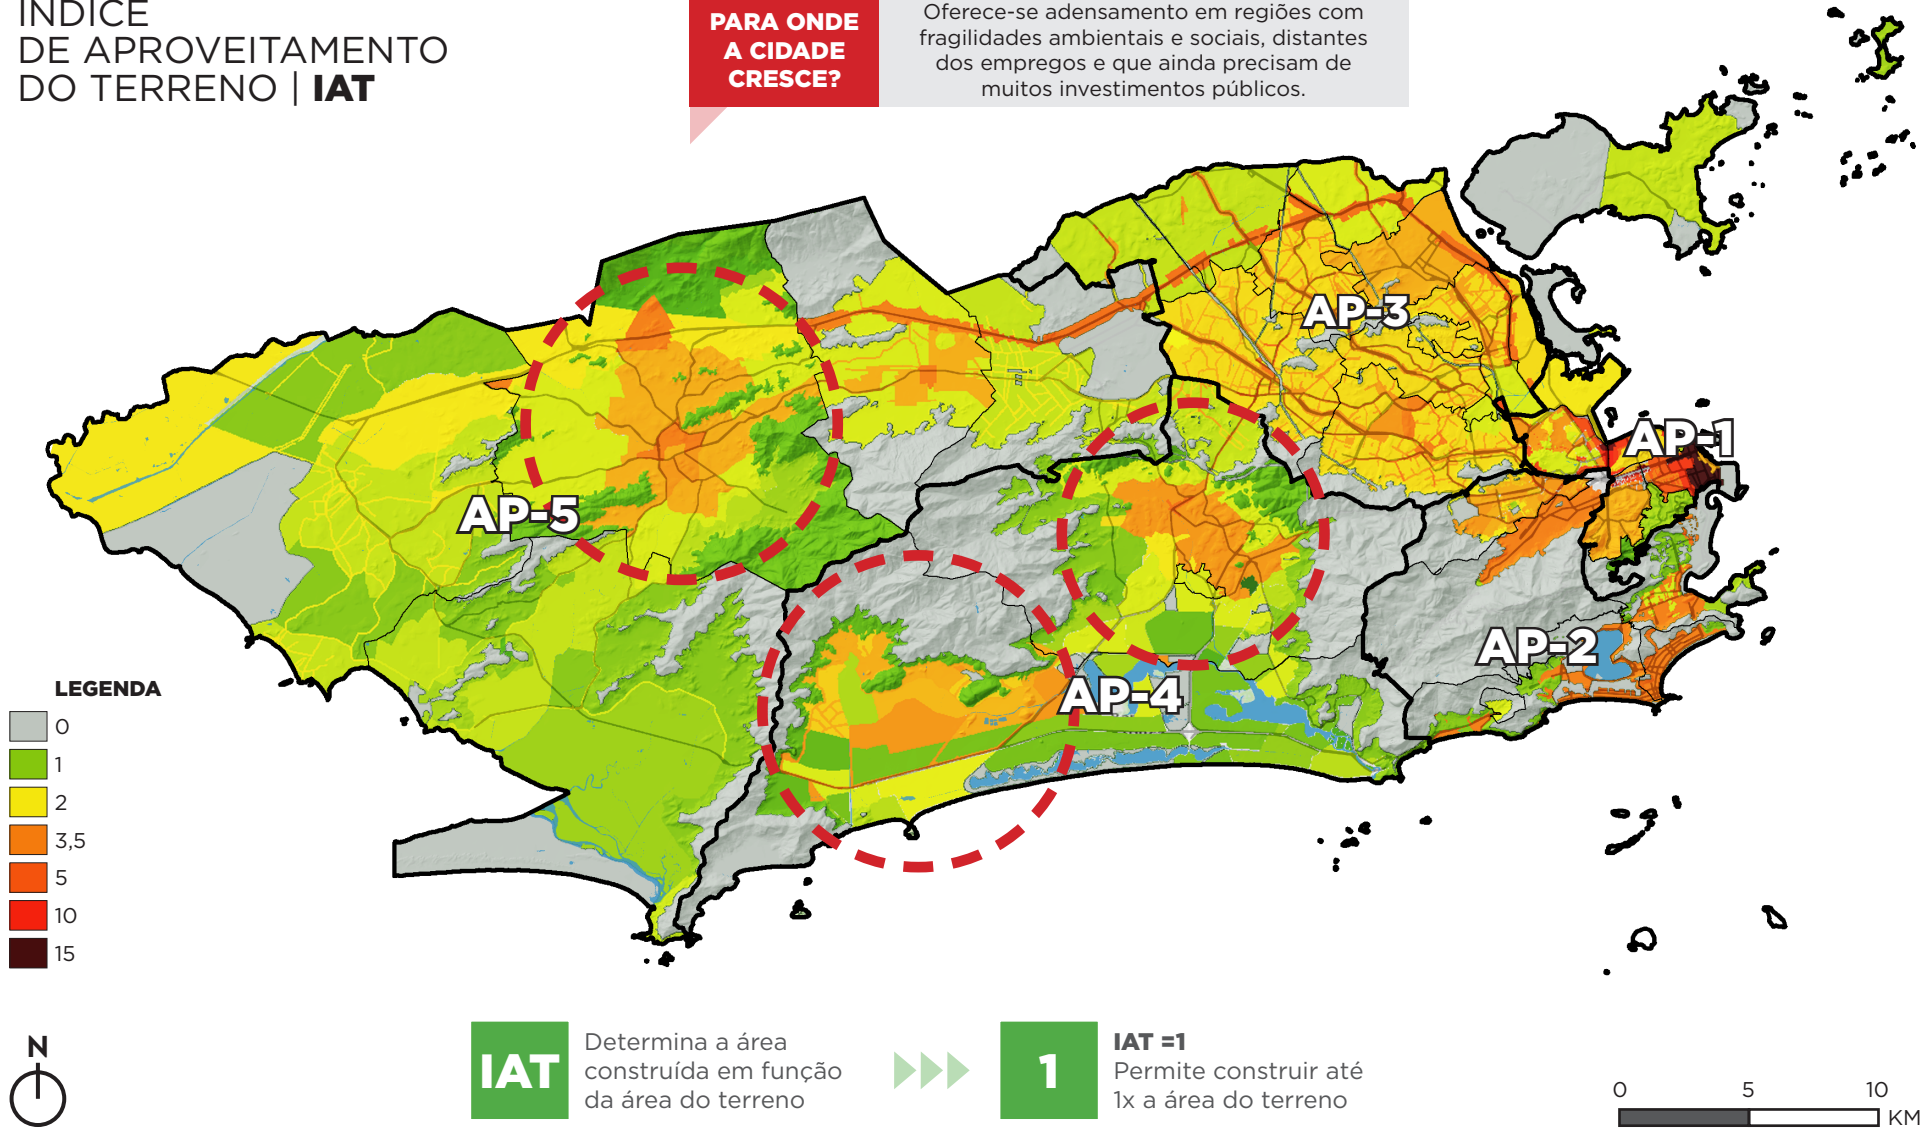 ÍNDICE
DE APROVEITAMENTO
DO TERRENO | IAT
PARA ONDE
A CIDADE
CRESCE?
Oferece-se adensamento em regiões com
fragilidades ambientais e sociais, distantes
dos empregos e que ainda precisam de
muitos investimentos públicos.
AP-3
AP-1
AP-5
AP-2
AP-4
LEGENDA
0
1
2
3,5
5
10
15
N
IAT
Determina a área
construída em função
da área do terreno
1
IAT =1
Permite construir até
1x a área do terreno
0 5 10
KM